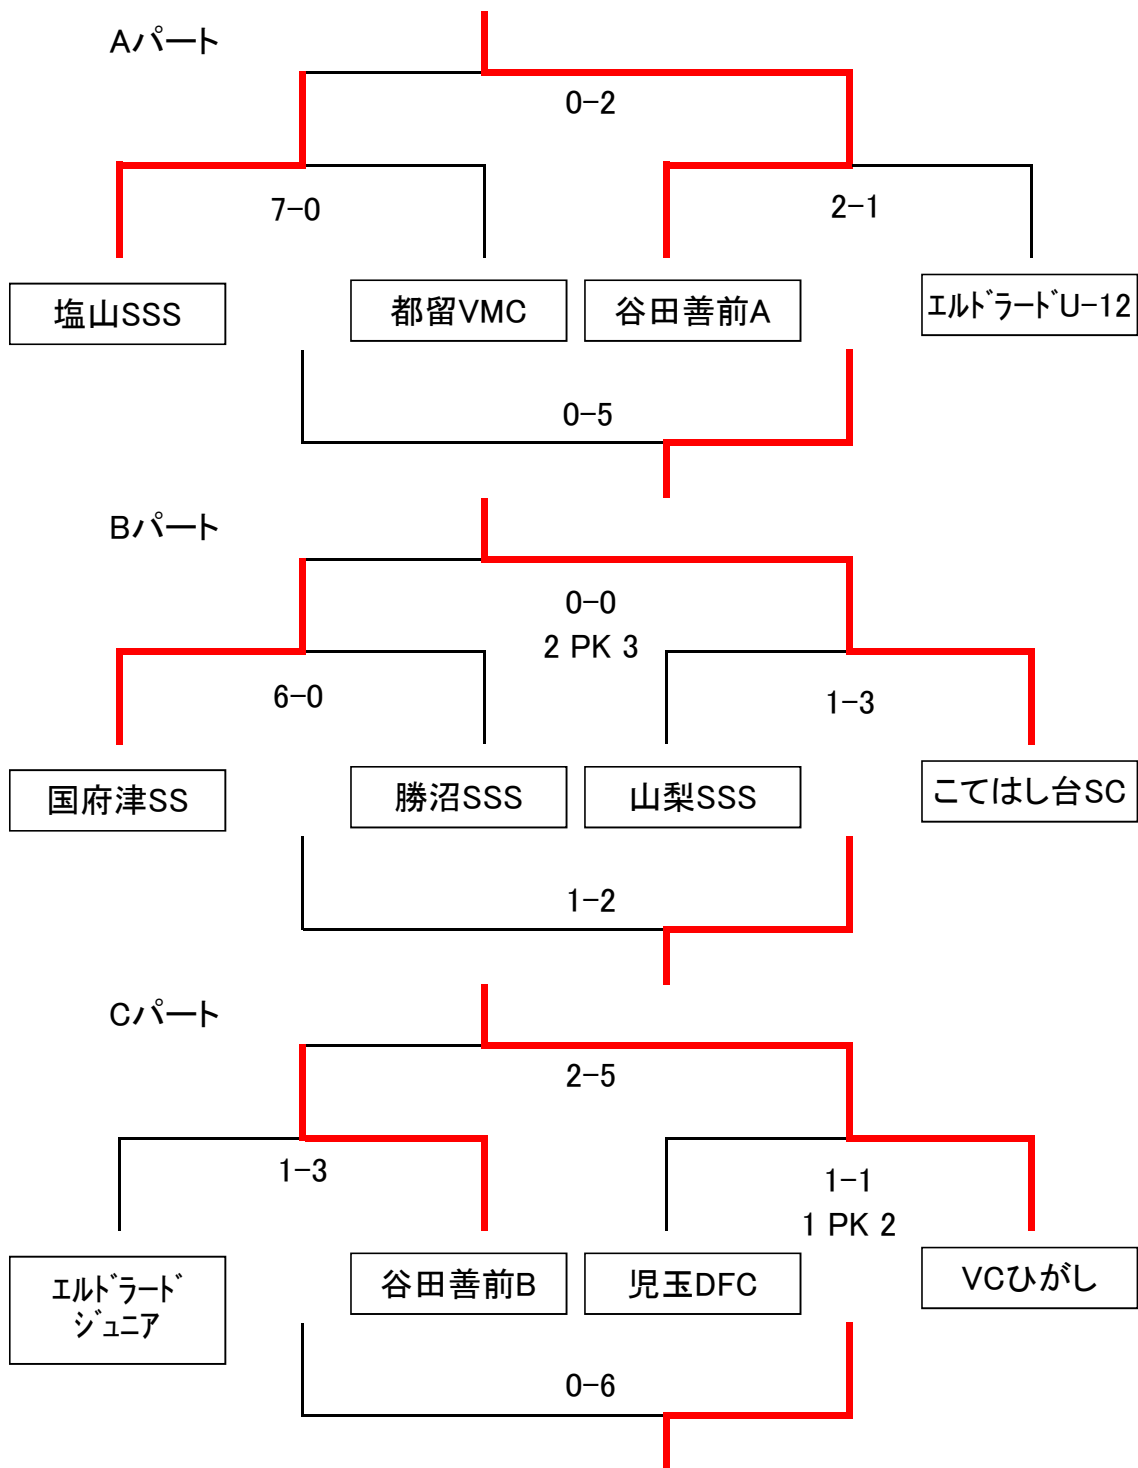 Aパート
0-2
7-0
2-1
塩山SSS
都留VMC
谷田善前A
ｴﾙﾄﾞﾗｰﾄﾞU-12
0-5
Bパート
0-0
2 PK 3
6-0
1-3
国府津SS
勝沼SSS
山梨SSS
こてはし台SC
1-2
Cパート
2-5
1-3
1-1
1 PK 2
ｴﾙﾄﾞﾗｰﾄﾞ
ｼﾞｭﾆｱ
谷田善前B
児玉DFC
VCひがし
0-6